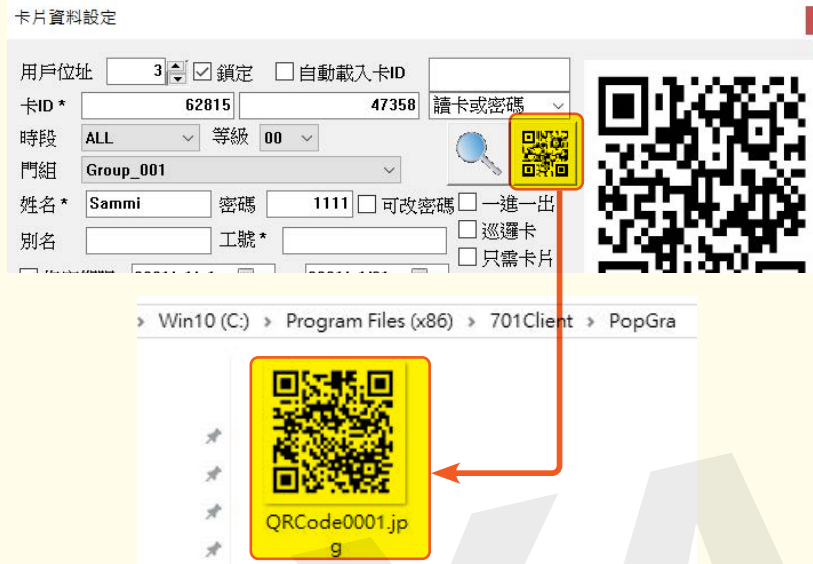 卡片資料設定
用戶位址 3 鎖定 自動載入卡ID
卡ID * 62815 47358 讀卡或密碼
時段 ALL 等級 00
門組 Group_001
姓名 * Sammi 密碼 1111 可改密碼 一進一出
別名 工號 * 巡邏卡
只需卡片
Win10 (C:) > Program Files (x86) > 701Client > PopGra
QRCode0001.jp
g